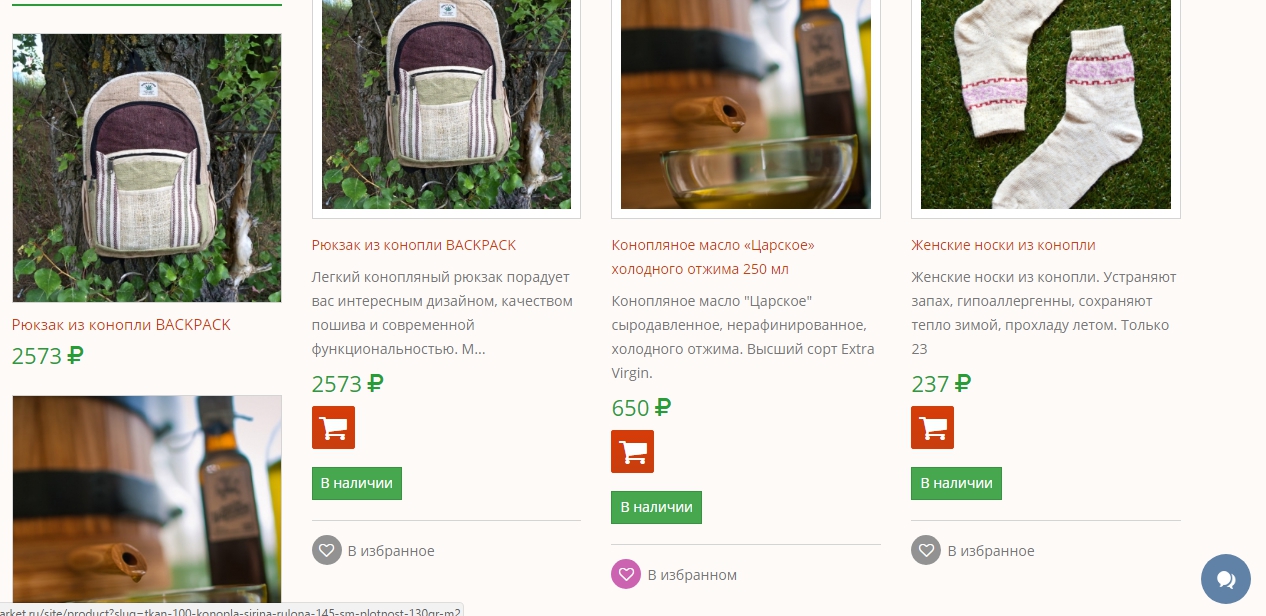 Рюкзак из конопли BACKPACK
2573 ₽
Рюкзак из конопли BACKPACK
Легкий конопляный рюкзак порадует
вас интересным дизайном, качеством
пошива и современной
функциональностью. М...
2573 ₽
В наличии
В избранное
Конопляное масло «Царское»
холодного отжима 250 мл
Конопляное масло "Царское"
сыродавленное, нерафинированное,
холодного отжима. Высший сорт Extra
Virgin.
650 ₽
В наличии
В избранном
Женские носки из конопли
Женские носки из конопли. Устраняют
запах, гипоаллергенны, сохраняют
тепло зимой, прохладу летом. Только
23
237 ₽
В наличии
В избранное
arket.ru/site/product?slug=tkan-100-konopla-sirina-rulona-145-sm-plotnost-130gr-m2